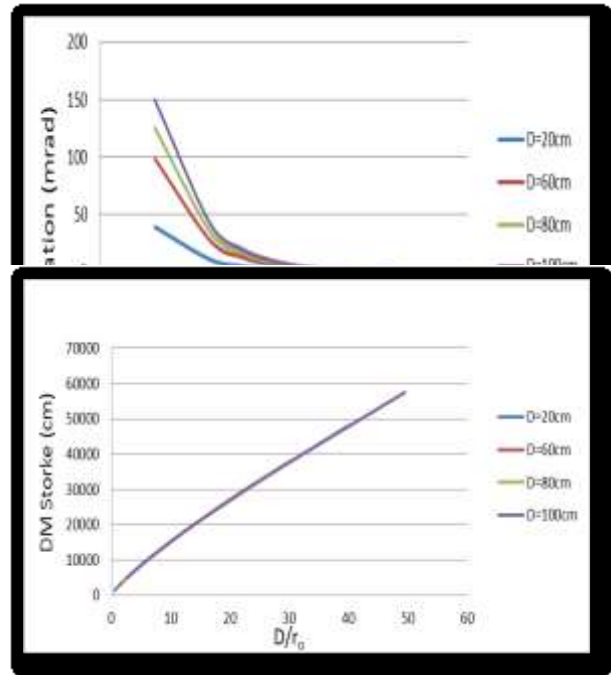 200
150
100
50
ation (mrad)
D=20cm
D=60cm
D=80cm
D=100cm
70000
60000
50000
40000
30000
20000
10000
0
DM Storke (cm)
0 10 20 30 40 50 60
D/r₀
D=20cm
D=60cm
D=80cm
D=100cm